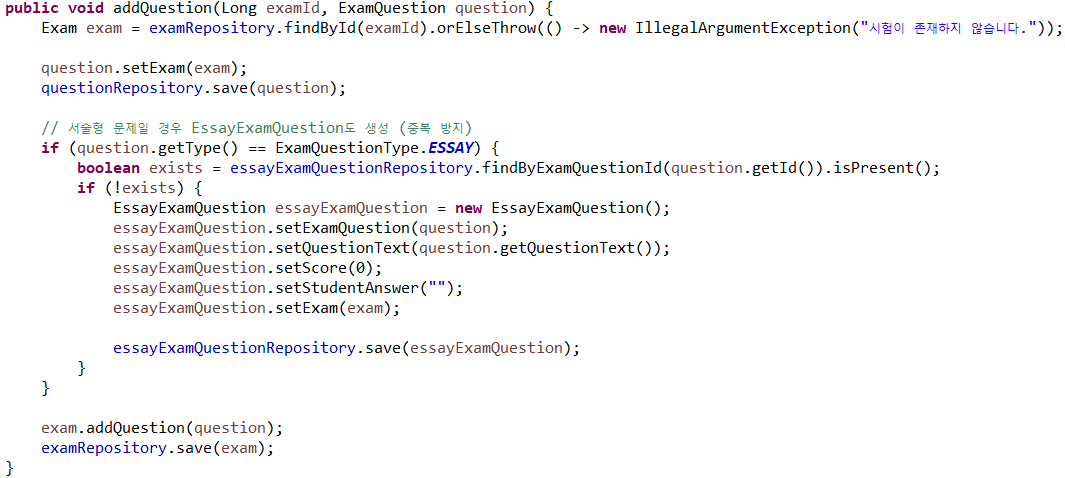 public void addQuestion(Long examId, ExamQuestion question) {
    Exam exam = examRepository.findById(examId).orElseThrow(() -> new IllegalArgumentException("시험이 존재하지 않습니다."));

    question.setExam(exam);
    questionRepository.save(question);

    // 서술형 문제일 경우 EssayExamQuestion도 생성 (중복 방지)
    if (question.getType() == ExamQuestionType.ESSAY) {
        boolean exists = essayExamQuestionRepository.findByExamQuestionId(question.getId()).isPresent();
        if (!exists) {
            EssayExamQuestion essayExamQuestion = new EssayExamQuestion();
            essayExamQuestion.setExamQuestion(question);
            essayExamQuestion.setQuestionText(question.getQuestionText());
            essayExamQuestion.setScore(0);
            essayExamQuestion.setStudentAnswer("");
            essayExamQuestion.setExam(exam);

            essayExamQuestionRepository.save(essayExamQuestion);
        }
    }

    exam.addQuestion(question);
    examRepository.save(exam);
}